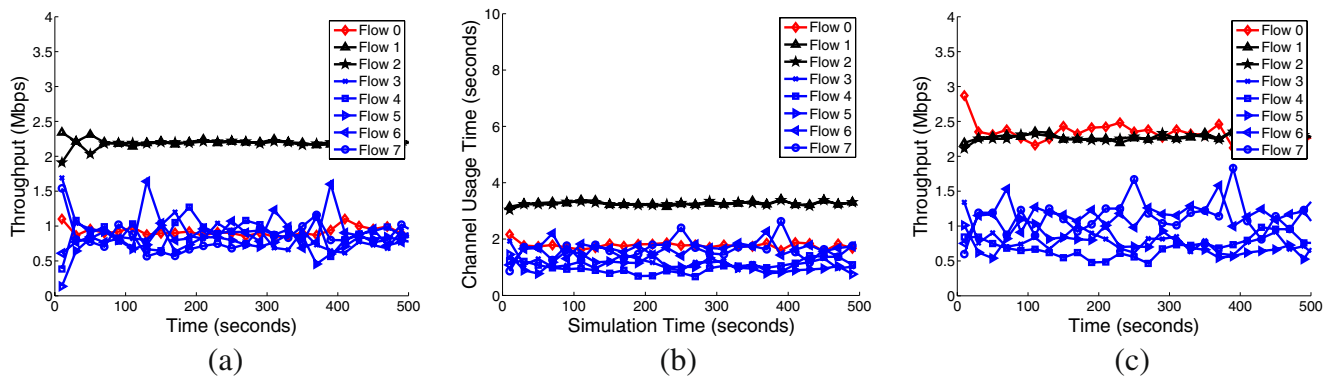 4
3.5
3
2.5
2
1.5
1
0.5
0
Throughput (Mbps)
0 100 200 300 400 500
Time (seconds)
Flow 0
Flow 1
Flow 2
Flow 3
Flow 4
Flow 5
Flow 6
Flow 7
(a)
10
8
6
4
2
0
Channel Usage Time (seconds)
0 100 200 300 400 500
Simulation Time (seconds)
Flow 0
Flow 1
Flow 2
Flow 3
Flow 4
Flow 5
Flow 6
Flow 7
(b)
4
3.5
3
2.5
2
1.5
1
0.5
0
Throughput (Mbps)
0 100 200 300 400 500
Time (seconds)
Flow 0
Flow 1
Flow 2
Flow 3
Flow 4
Flow 5
Flow 6
Flow 7
(c)